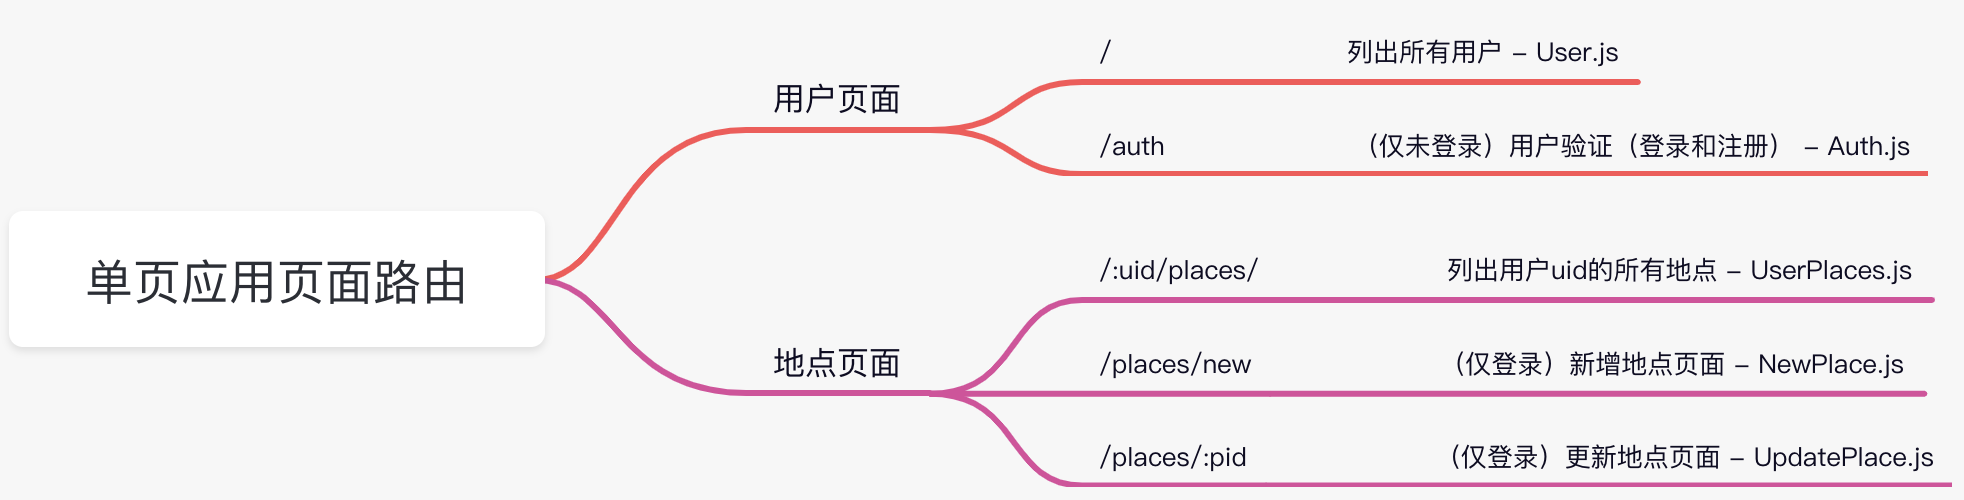 单页应用页面路由
用户页面
/ 列出所有用户 – User.js
/auth （仅未登录）用户验证（登录和注册） – Auth.js
地点页面
/:uid/places/ 列出用户uid的所有地点 – UserPlaces.js
/places/new （仅登录）新增地点页面 – NewPlace.js
/places/:pid （仅登录）更新地点页面 – UpdatePlace.js